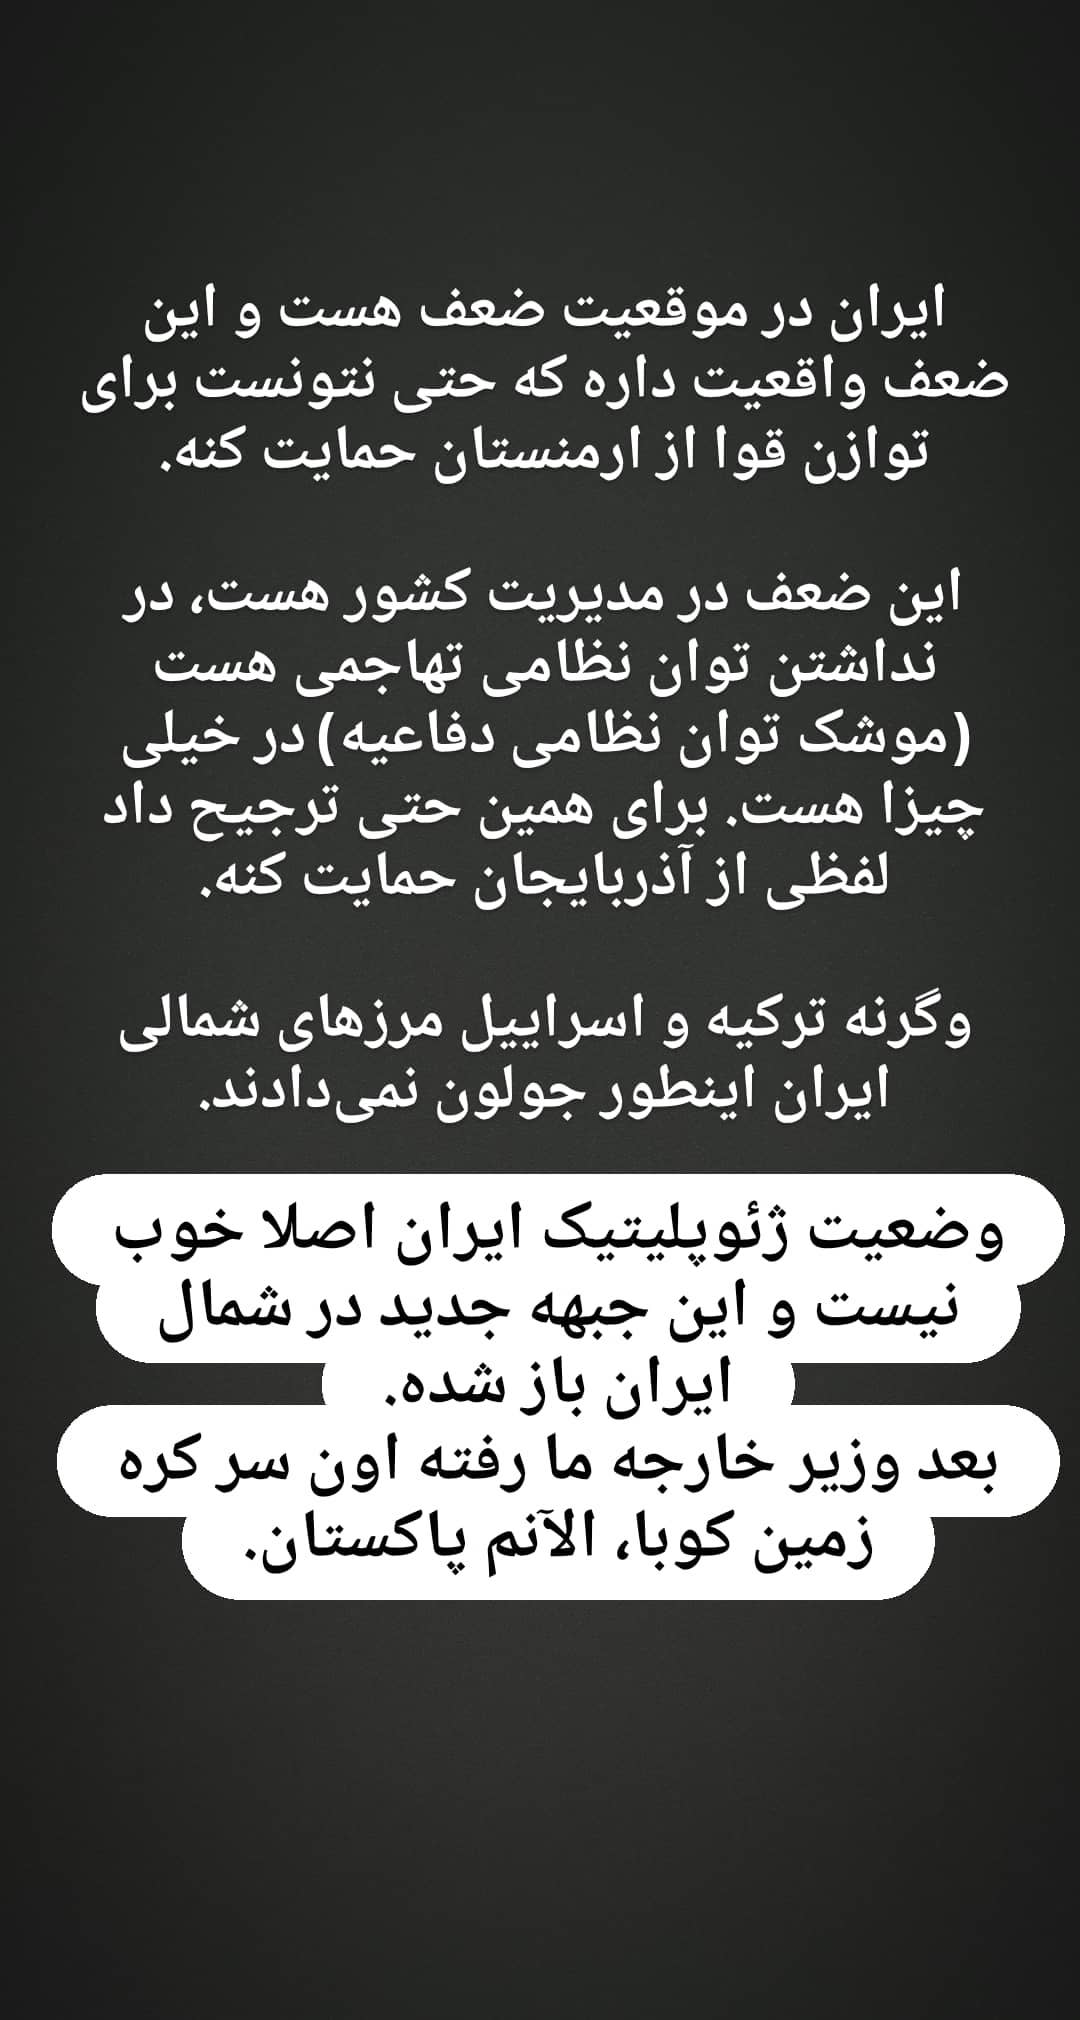 ایران در موقعیت ضعف هست و این
ضعف واقعیت داره که حتی نتونست برای
توازن قوا از ارمنستان حمایت کنه.
این ضعف در مدیریت کشور هست، در
نداشتن توان نظامی تهاجمی هست
(موشک توان نظامی دفاعیه) در خیلی
چیزا هست. برای همین حتی ترجیح داد
لفظی از آذربایجان حمایت کنه.
وگرنه ترکیه و اسراییل مرزهای شمالی
ایران اینطور جولون نمی‌دادند.
وضعیت ژئوپلیتیک ایران اصلا خوب
نیست و این جبهه جدید در شمال
ایران باز شده.
بعد وزیر خارجه ما رفته اون سر کره
زمین کوبا، الآنم پاکستان.